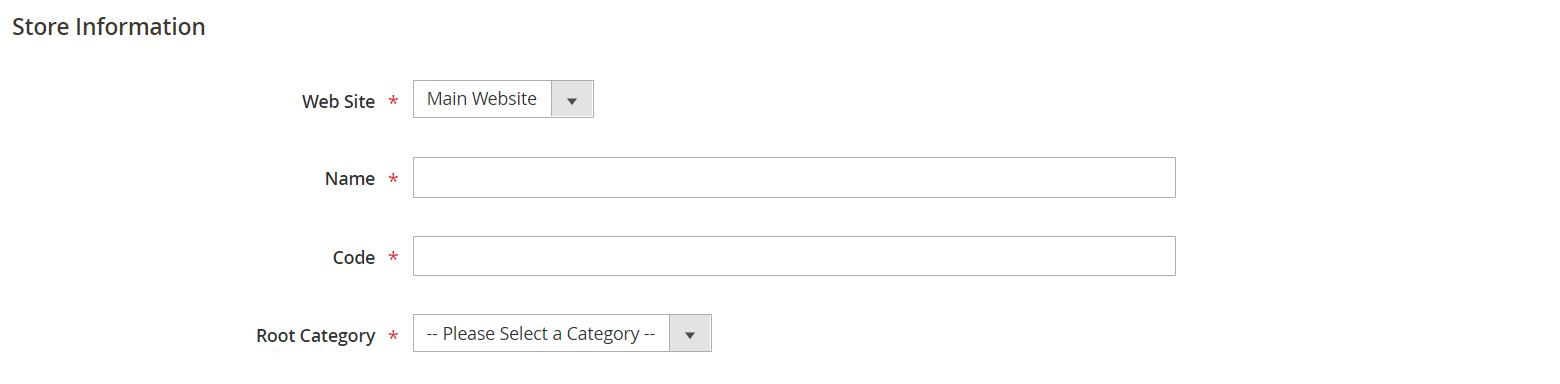 Store Information
Web Site *
Main Website
Name *
Code *
Root Category *
-- Please Select a Category --